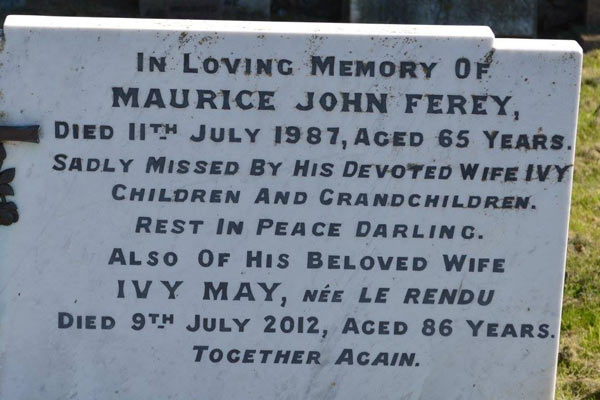 In Loving Memory Of
MAURICE JOHN FEREY,
Died 11TH July 1987, Aged 65 Years.
Sadly Missed By His Devoted Wife IVY
Children And Grandchildren.
Rest In Peace Darling.
Also Of His Beloved Wife
IVY MAY, NÉE LE RENDU
Died 9TH July 2012, Aged 86 Years.
Together Again.